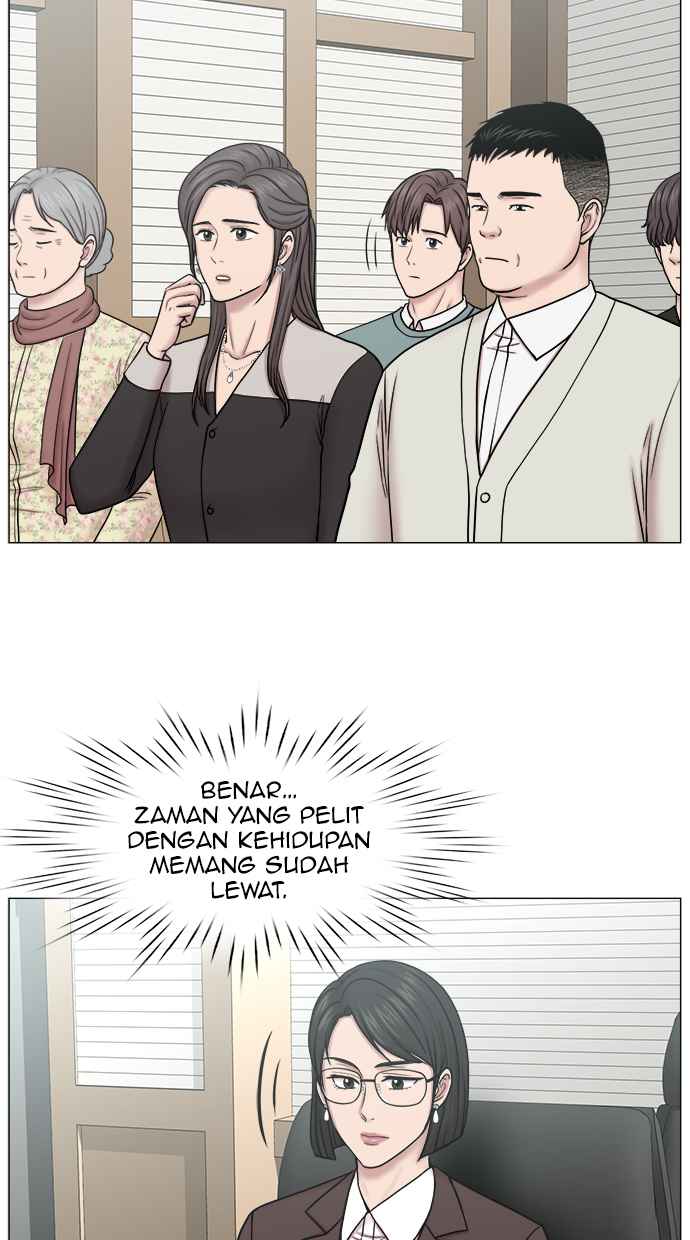 BENAR...
ZAMAN YANG PELIT
DENGAN KEHIDUPAN
MEMANG SUDAH
LEWAT.